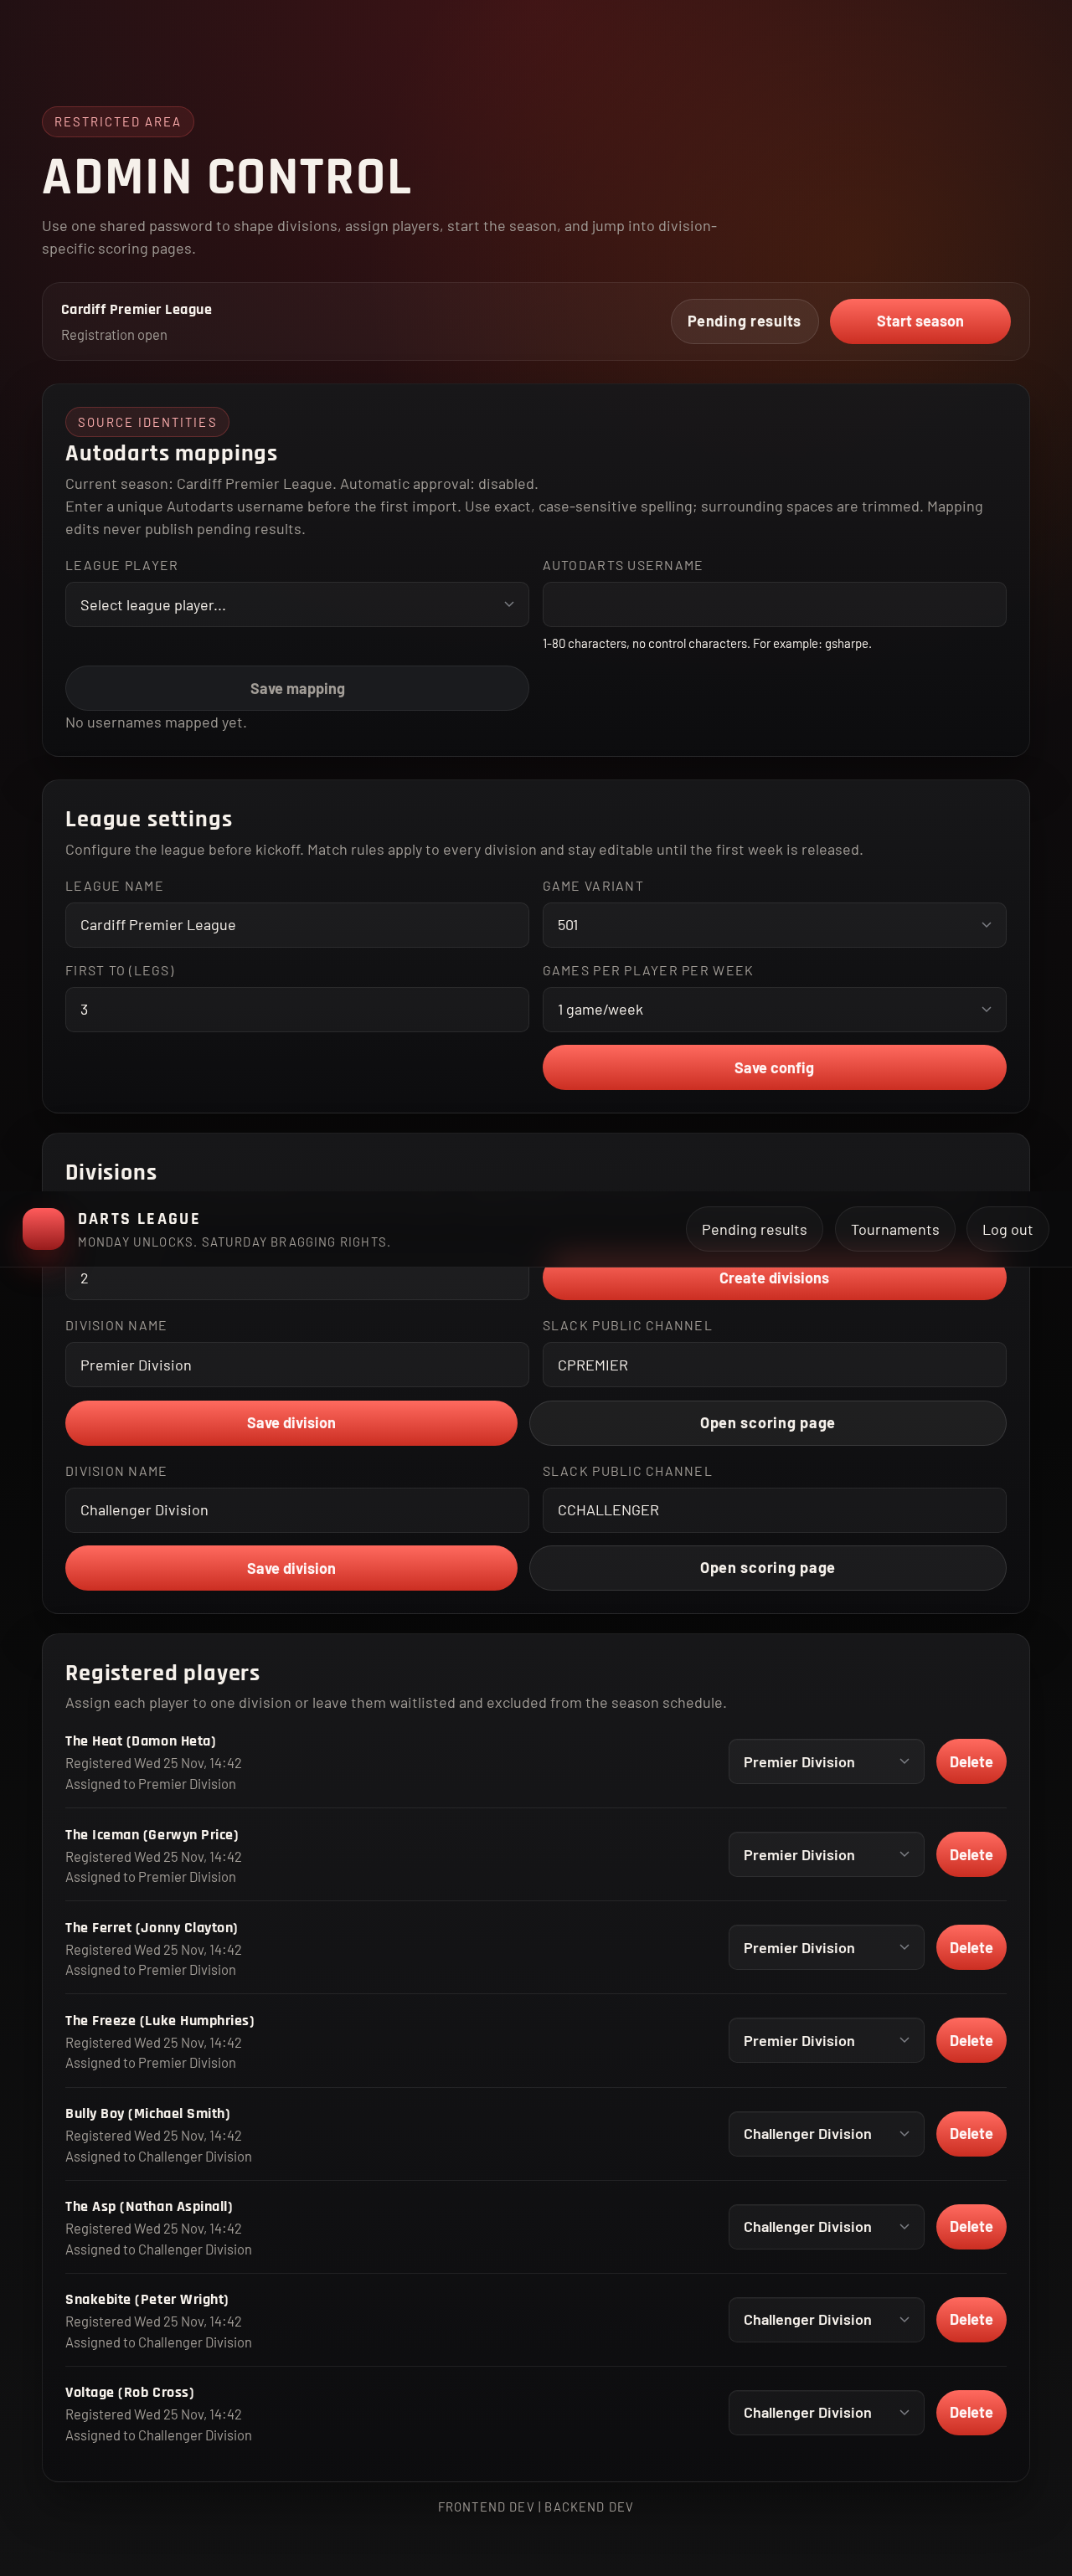 RESTRICTED AREA
ADMIN CONTROL
Use one shared password to shape divisions, assign players, start the season, and jump into division-
specific scoring pages.
Cardiff Premier League
Registration open
Pending results
Start season
SOURCE IDENTITIES
Autodarts mappings
Current season: Cardiff Premier League. Automatic approval: disabled.
Enter a unique Autodarts username before the first import. Use exact, case-sensitive spelling; surrounding spaces are trimmed. Mapping
edits never publish pending results.
LEAGUE PLAYER
AUTODARTS USERNAME
Select league player...
1-80 characters, no control characters. For example: gsharpe.
Save mapping
No usernames mapped yet.
League settings
Configure the league before kickoff. Match rules apply to every division and stay editable until the first week is released.
LEAGUE NAME
GAME VARIANT
Cardiff Premier League
501
FIRST TO (LEGS)
GAMES PER PLAYER PER WEEK
3
1 game/week
Save config
Divisions
DARTS LEAGUE
MONDAY UNLOCKS. SATURDAY BRAGGING RIGHTS.
Pending results
Tournaments
Log out
2
Create divisions
DIVISION NAME
SLACK PUBLIC CHANNEL
Premier Division
CPREMIER
Save division
Open scoring page
DIVISION NAME
SLACK PUBLIC CHANNEL
Challenger Division
CCHALLENGER
Save division
Open scoring page
Registered players
Assign each player to one division or leave them waitlisted and excluded from the season schedule.
The Heat (Damon Heta)
Registered Wed 25 Nov, 14:42
Assigned to Premier Division
Premier Division
Delete
The Iceman (Gerwyn Price)
Registered Wed 25 Nov, 14:42
Assigned to Premier Division
Premier Division
Delete
The Ferret (Jonny Clayton)
Registered Wed 25 Nov, 14:42
Assigned to Premier Division
Premier Division
Delete
The Freeze (Luke Humphries)
Registered Wed 25 Nov, 14:42
Assigned to Premier Division
Premier Division
Delete
Bully Boy (Michael Smith)
Registered Wed 25 Nov, 14:42
Assigned to Challenger Division
Challenger Division
Delete
The Asp (Nathan Aspinall)
Registered Wed 25 Nov, 14:42
Assigned to Challenger Division
Challenger Division
Delete
Snakebite (Peter Wright)
Registered Wed 25 Nov, 14:42
Assigned to Challenger Division
Challenger Division
Delete
Voltage (Rob Cross)
Registered Wed 25 Nov, 14:42
Assigned to Challenger Division
Challenger Division
Delete
FRONTEND DEV | BACKEND DEV